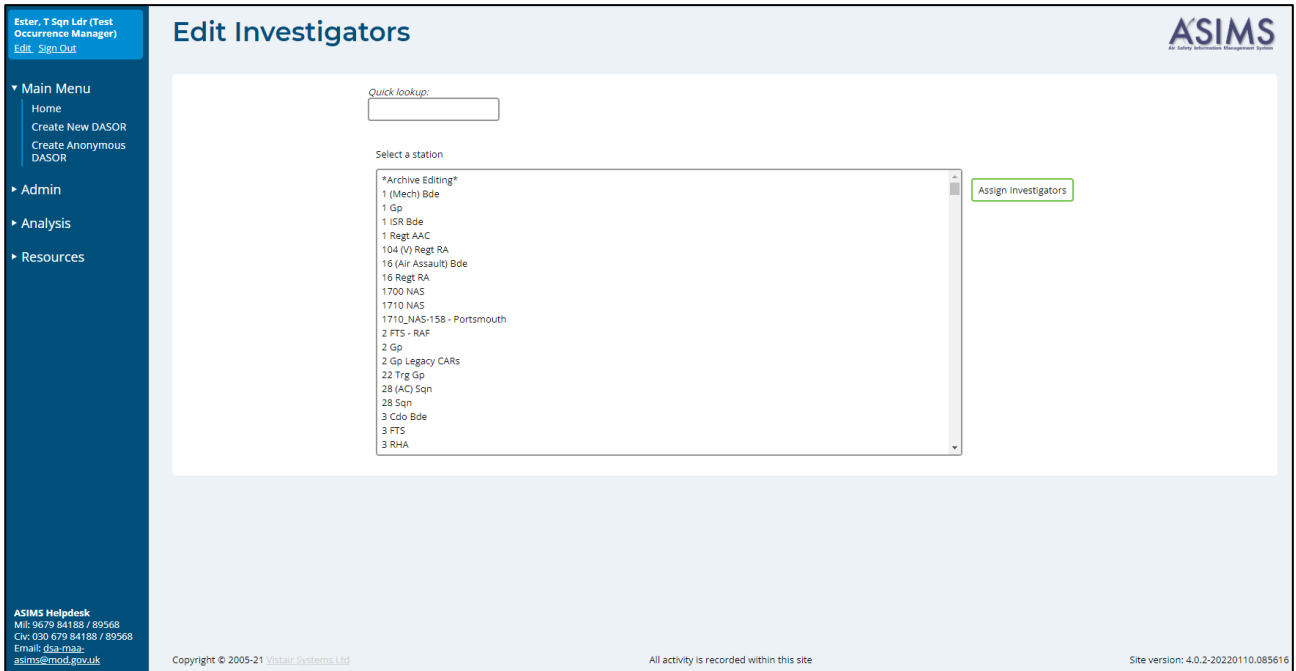 Ester, T Sqn Ldr (Test
Occurrence Manager)
Edit Sign Out
Main Menu
Home
Create New DASOR
Create Anonymous
DASOR
Admin
Analysis
Resources
ASIMS Helpdesk
Mil: 9679 84188 / 89568
Civ: 030 679 84188 / 89568
Email: dsa-maa-
asims@mod.gov.uk
Edit Investigators
ASIMS
Air Safety Information Management System
Quick lookup:
Select a station
*Archive Editing*
1 (Mech) Bde
1 Gp
1 ISR Bde
1 Regt AAC
104 (V) Regt RA
16 (Air Assault) Bde
16 Regt RA
1700 NAS
1710 NAS
1710_NAS-158 - Portsmouth
2 FTS - RAF
2 Gp
2 Gp Legacy CARs
22 Trg Gp
28 (AC) Sqn
28 Sqn
3 Cdo Bde
3 FTS
3 RHA
Assign Investigators
Copyright © 2005-21 Vistair Systems Ltd
All activity is recorded within this site
Site version: 4.0.2-20220110.085616